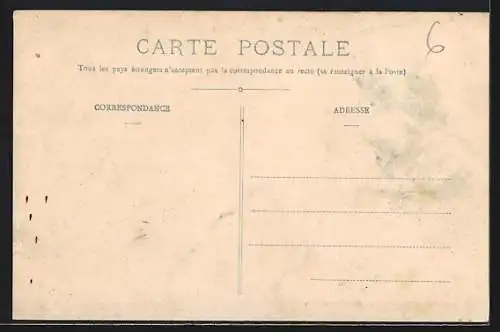 CARTE POSTALE
6
Tous les pays étrangers n'acceptent pas la correspondance au recto (se renseigner à la Poste)
CORRESPONDANCE
ADRESSE